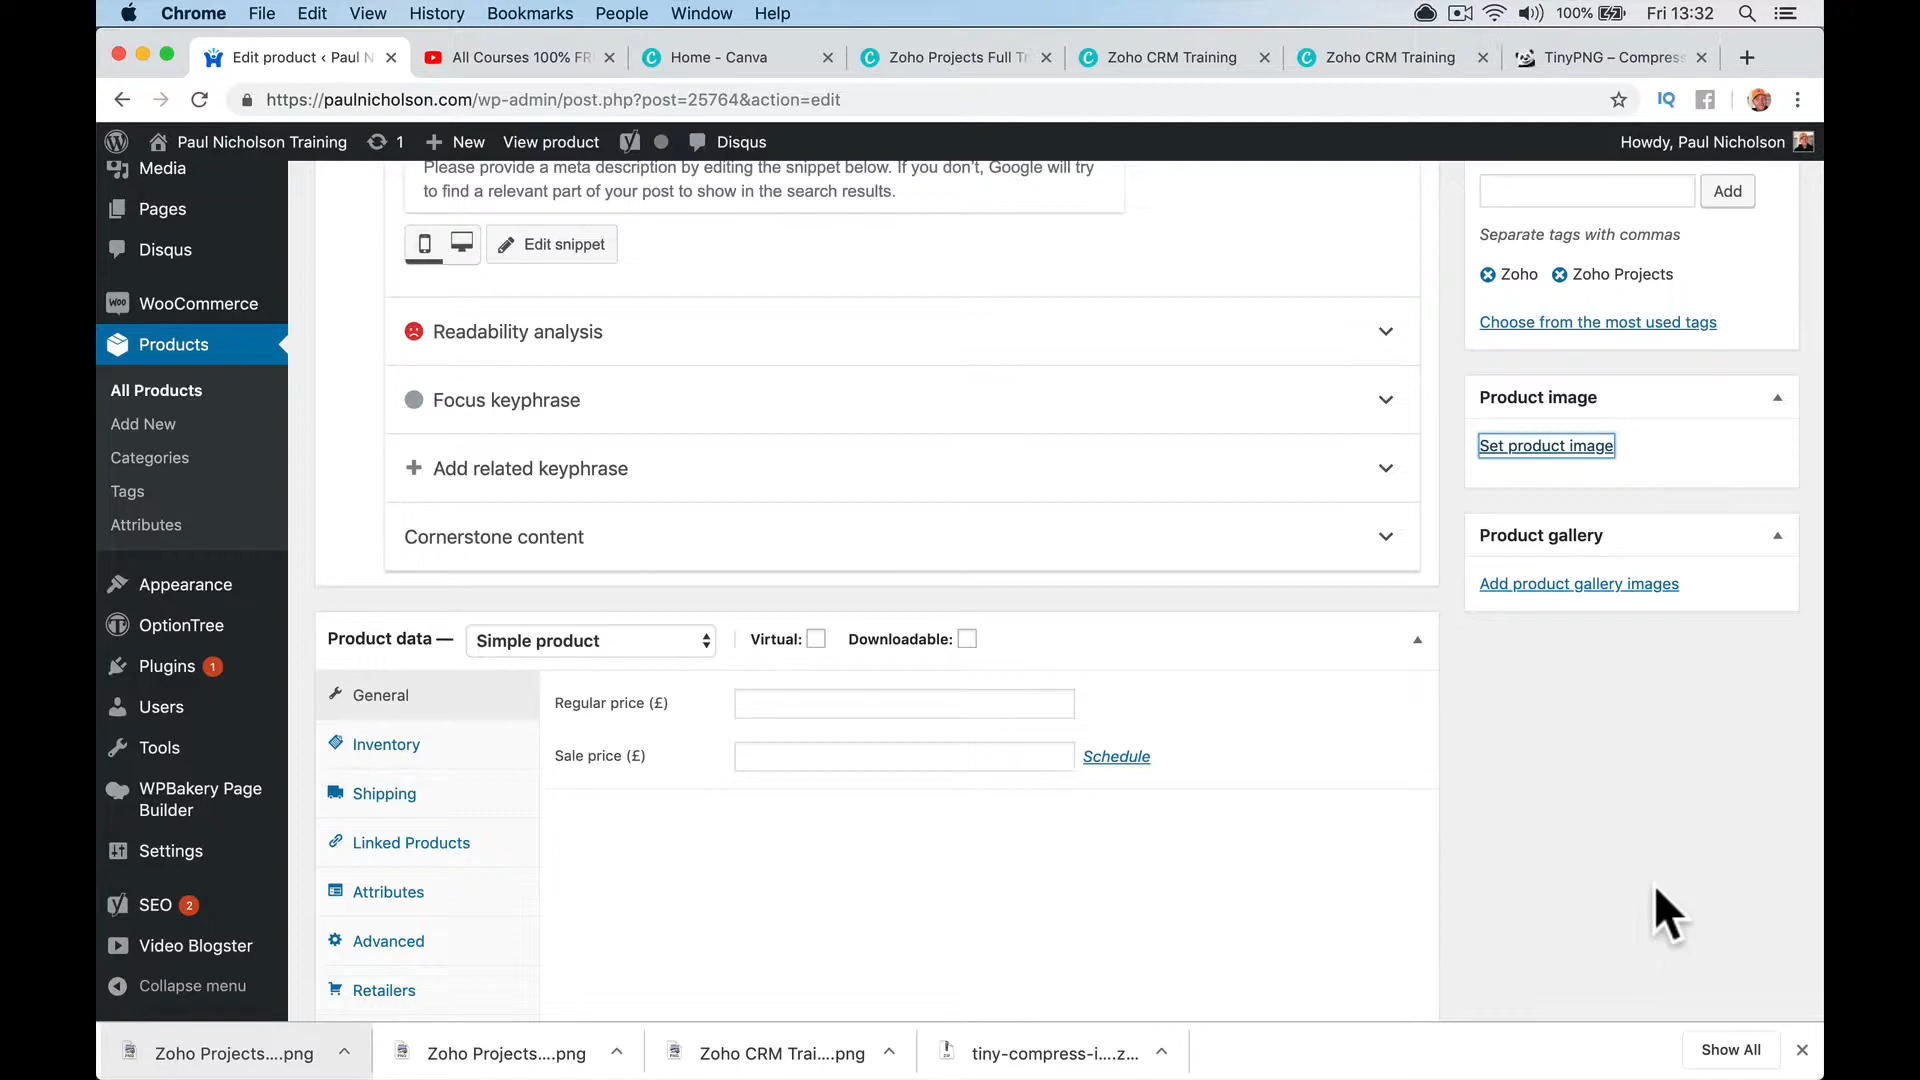 Chrome File Edit View History Bookmarks People Window Help 100% Fri 13:32
Edit product ‹ Paul N All Courses 100% FR Home - Canva Zoho Projects Full Tr Zoho CRM Training Zoho CRM Training TinyPNG – Compress
https://paulnicholson.com/wp-admin/post.php?post=25764&action=edit IQ
Paul Nicholson Training 1 New View product Disqus Howdy, Paul Nicholson
Media
Pages
Disqus
WooCommerce
Products
All Products
Add New
Categories
Tags
Attributes
Appearance
OptionTree
Plugins 1
Users
Tools
WPBakery Page
Builder
Settings
SEO 2
Video Blogster
Collapse menu
Please provide a meta description by editing the snippet below. If you don't, Google will try
to find a relevant part of your post to show in the search results.
Edit snippet
Readability analysis
Focus keyphrase
Add related keyphrase
Cornerstone content
Product data — Simple product Virtual: Downloadable:
General
Inventory
Shipping
Linked Products
Attributes
Advanced
Retailers
Regular price (£)
Sale price (£) Schedule
Add
Separate tags with commas
Zoho Zoho Projects
Choose from the most used tags
Product image
Set product image
Product gallery
Add product gallery images
Zoho Projects....png Zoho Projects....png Zoho CRM Trai....png tiny-compress-i....z... Show All